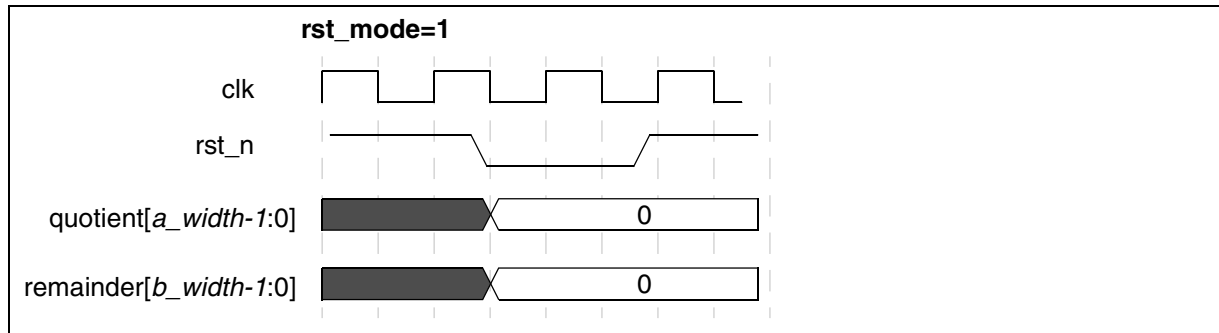 rst_mode=1
clk
rst_n
quotient[a_width-1:0]
0
remainder[b_width-1:0]
0